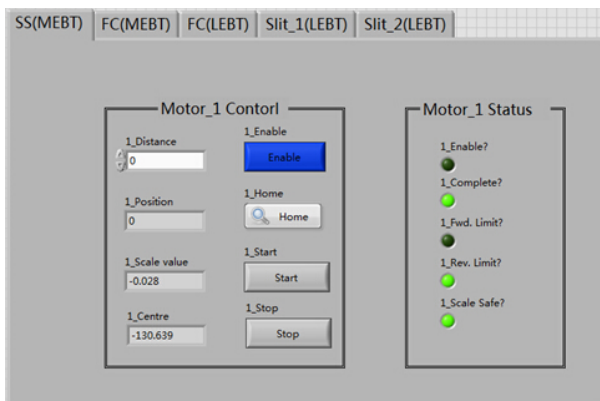 SS(MEBT) FC(MEBT) FC(LEBT) Slit_1(LEBT) Slit_2(LEBT)
Motor_1 Contorl
1_Distance
0
1_Enable
Enable
1_Position
0
1_Home
Home
1_Scale value
-0.028
1_Start
Start
1_Centre
-130.639
1_Stop
Stop
Motor_1 Status
1_Enable?
1_Complete?
1_Fwd. Limit?
1_Rev. Limit?
1_Scale Safe?